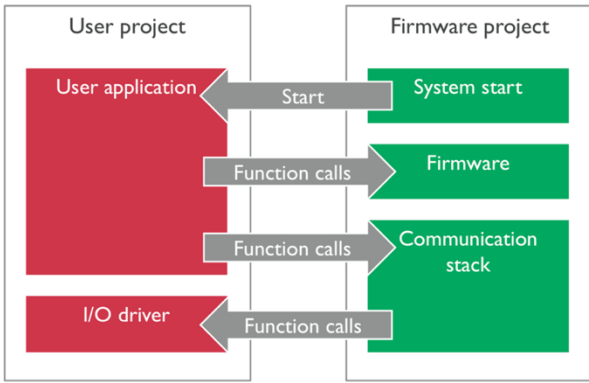 User project
Firmware project
User application
Start
System start
Function calls
Firmware
Function calls
Communication
stack
I/O driver
Function calls